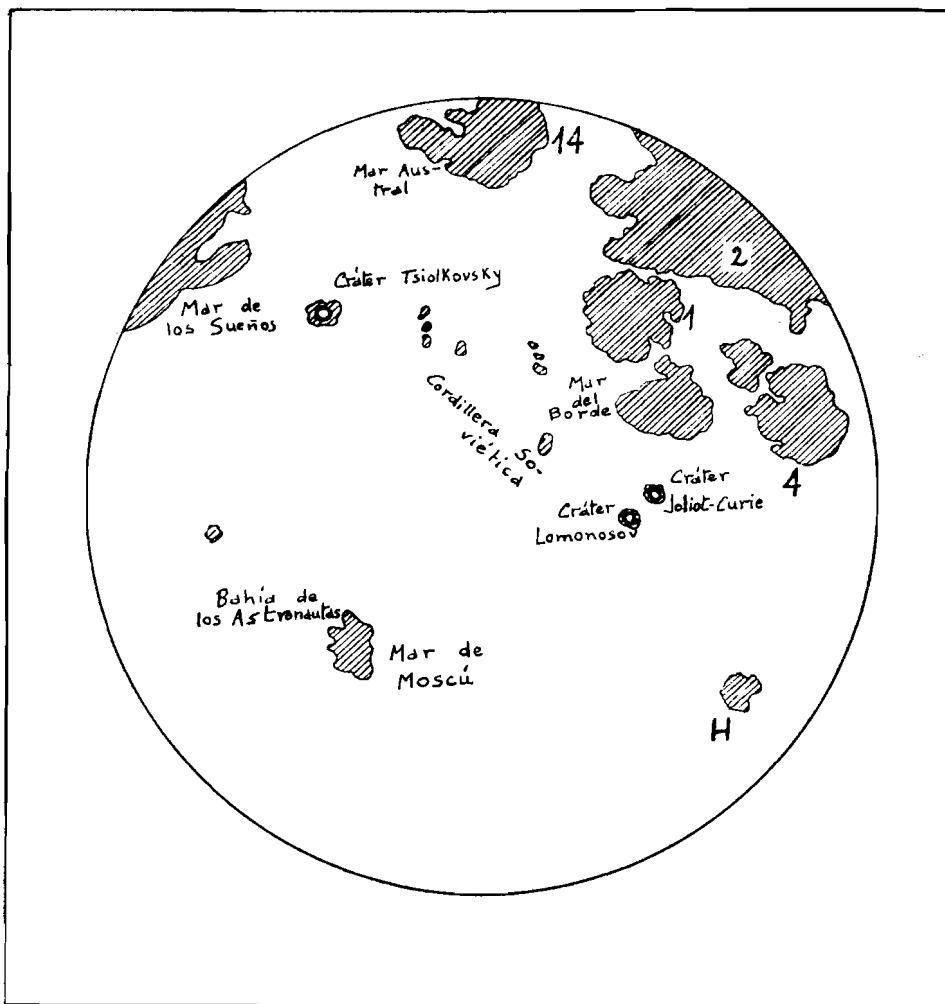 14
Mar Aus-
tral
2
Cráter Tsiolkovsky
Mar de
los Sueños
1
Mar
del
Borde
Cordillera So-
viética
4
Cráter
Joliot-Curie
Cráter
Lomonosov
Bahía de
los Astronautas
Mar de
Moscú
H